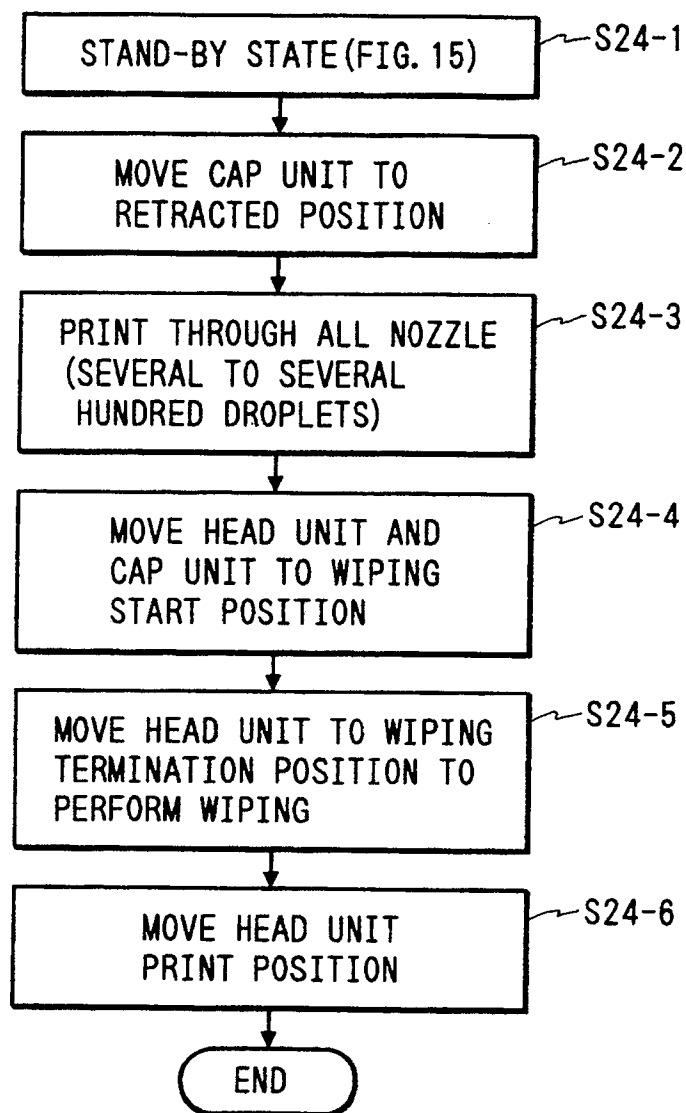 STAND-BY STATE(FIG. 15)
S24-1
MOVE CAP UNIT TO
RETRACTED POSITION
S24-2
PRINT THROUGH ALL NOZZLE
(SEVERAL TO SEVERAL
HUNDRED DROPLETS)
S24-3
MOVE HEAD UNIT AND
CAP UNIT TO WIPING
START POSITION
S24-4
MOVE HEAD UNIT TO WIPING
TERMINATION POSITION TO
PERFORM WIPING
S24-5
MOVE HEAD UNIT
PRINT POSITION
S24-6
END